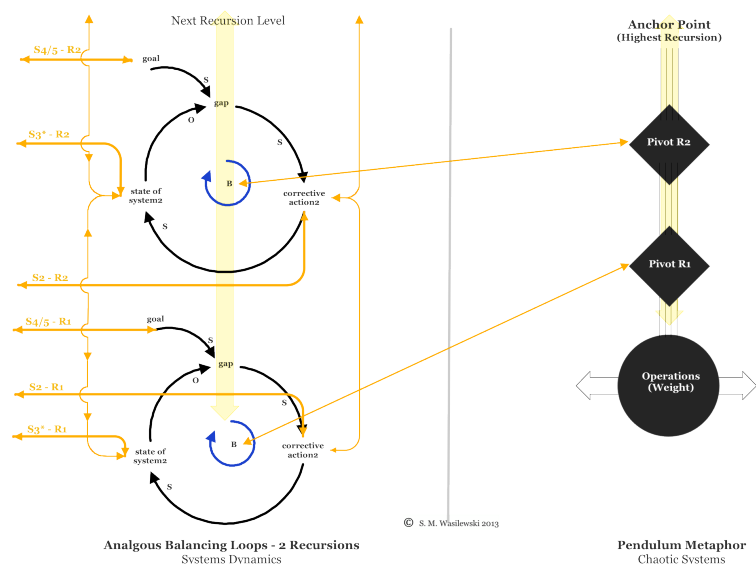 Next Recursion Level
Anchor Point
(Highest Recursion)
S4/5 - R2
goal
S
gap
O
S3* - R2
S
Pivot R2
B
state of
system2
corrective
action2
S
S2 - R2
Pivot R1
S4/5 - R1
goal
S
gap
O
Operations
(Weight)
S2 - R1
S
S3* - R1
B
state of
system2
corrective
action2
S
© S. M. Wasilewski 2013
Analgous Balancing Loops - 2 Recursions
Systems Dynamics
Pendulum Metaphor
Chaotic Systems